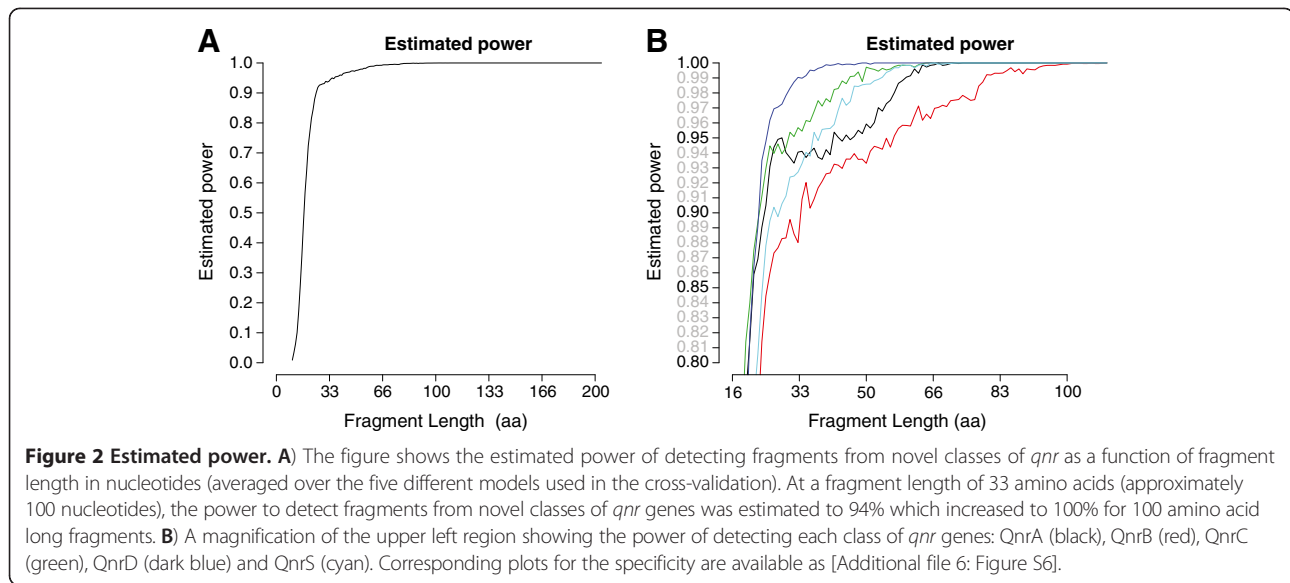 A
Estimated power
1.0
0.9
0.8
0.7
0.6
0.5
0.4
0.3
0.2
0.1
0.0
Estimated power
0 33 66 100 133 166 200
Fragment Length (aa)
B
Estimated power
1.00
0.99
0.98
0.97
0.96
0.95
0.94
0.93
0.92
0.91
0.90
0.89
0.88
0.87
0.86
0.85
0.84
0.83
0.82
0.81
0.80
Estimated power
16 33 50 66 83 100
Fragment Length (aa)
Figure 2 Estimated power. A) The figure shows the estimated power of detecting fragments from novel classes of qnr as a function of fragment
length in nucleotides (averaged over the five different models used in the cross-validation). At a fragment length of 33 amino acids (approximately
100 nucleotides), the power to detect fragments from novel classes of qnr genes was estimated to 94% which increased to 100% for 100 amino acid
long fragments. B) A magnification of the upper left region showing the power of detecting each class of qnr genes: QnrA (black), QnrB (red), QnrC
(green), QnrD (dark blue) and QnrS (cyan). Corresponding plots for the specificity are available as [Additional file 6: Figure S6].